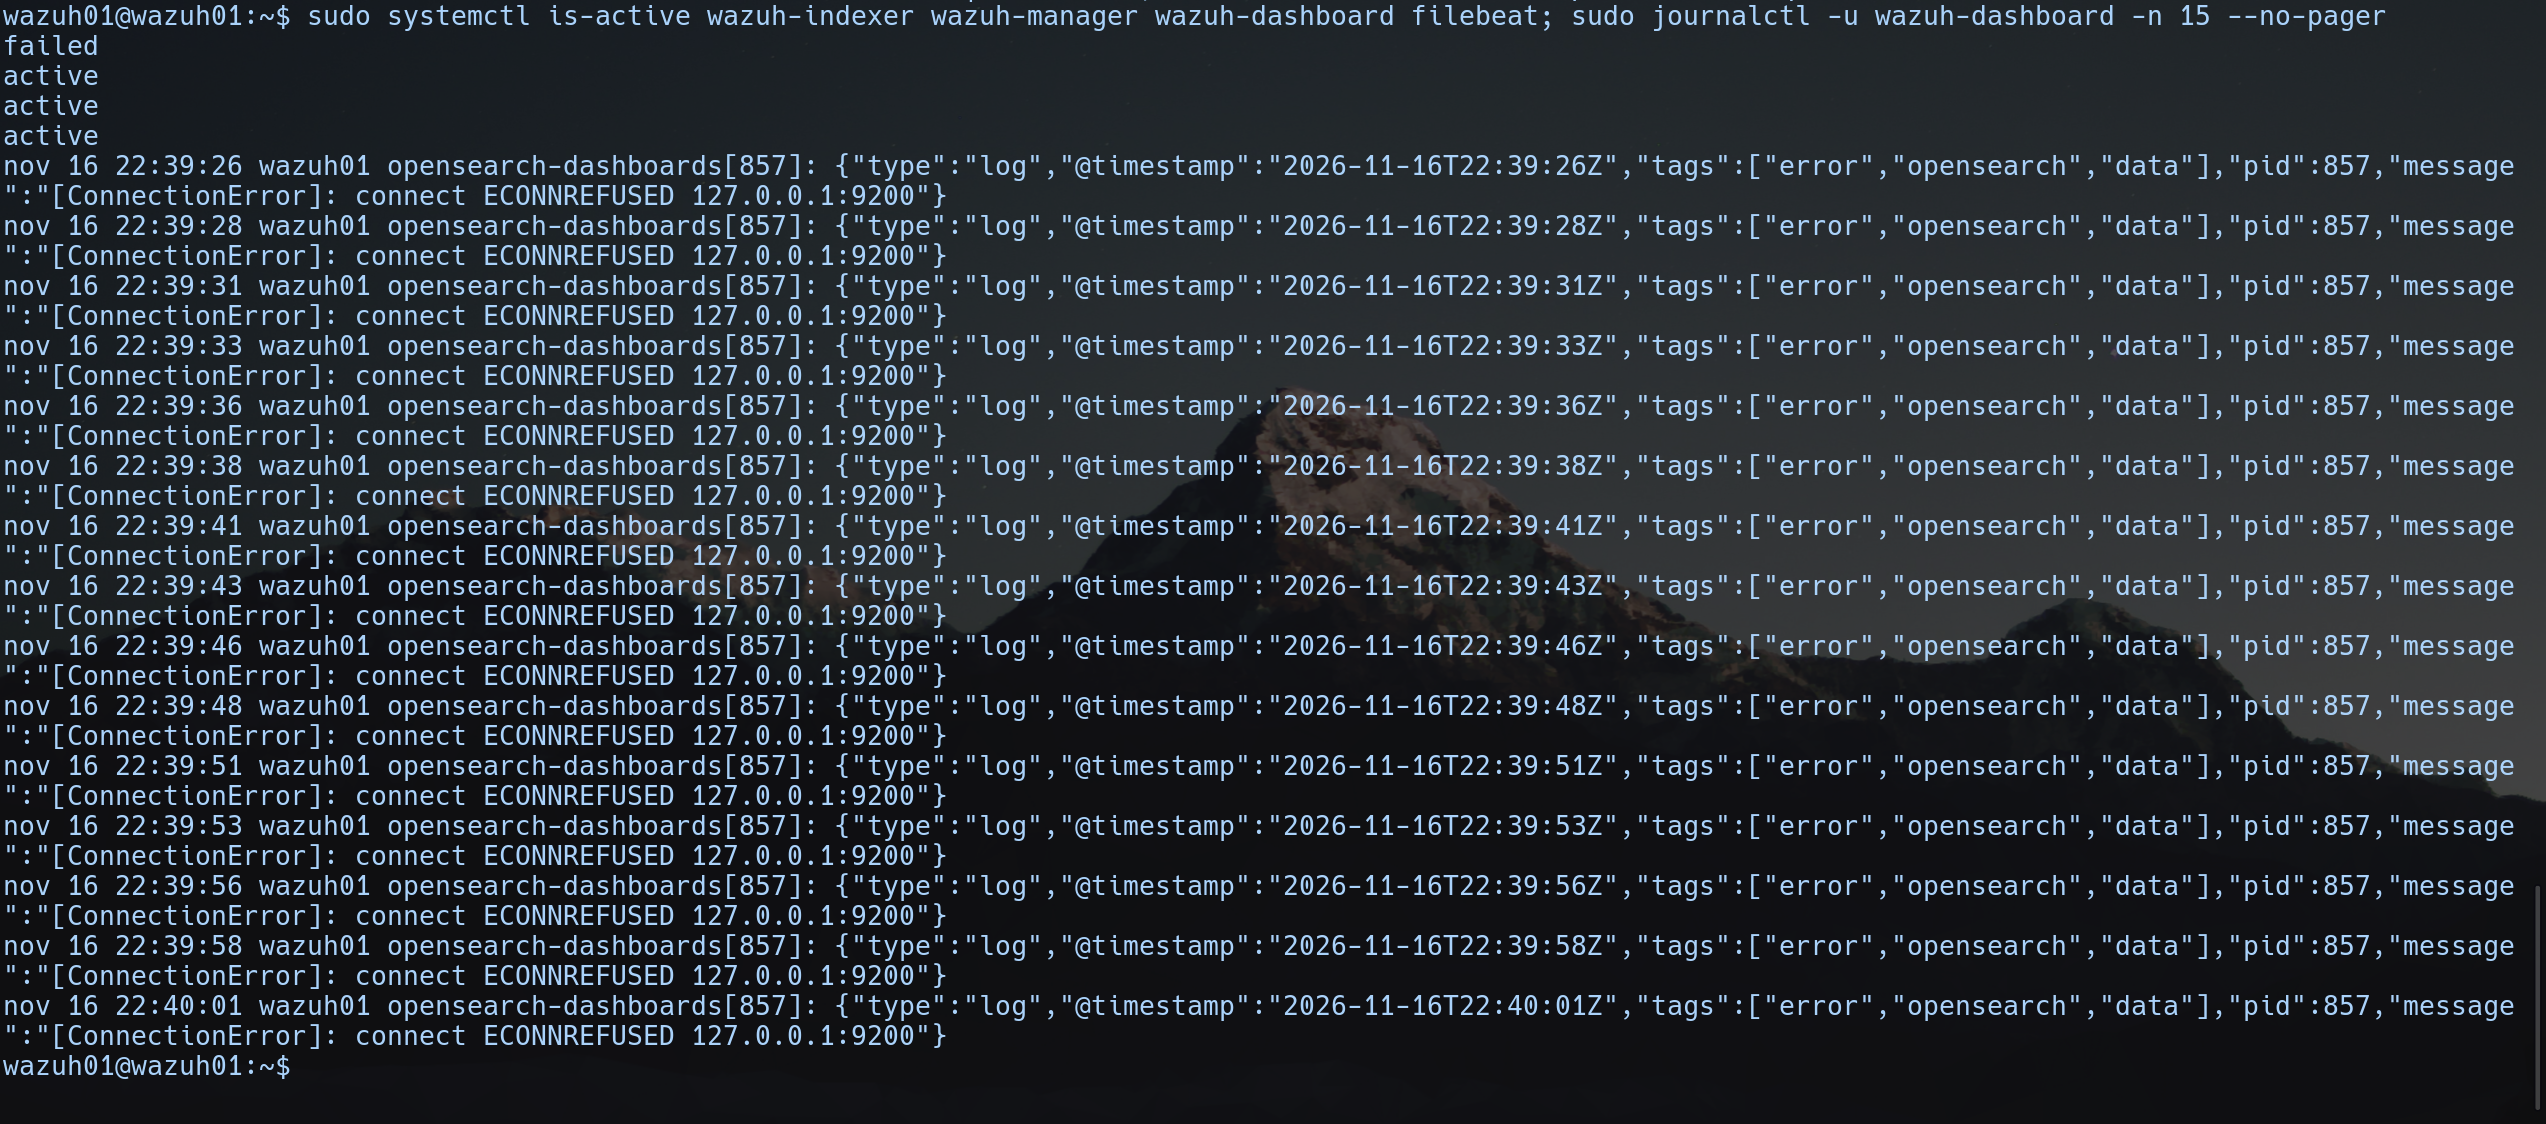 wazuh01@wazuh01:~$ sudo systemctl is-active wazuh-indexer wazuh-manager wazuh-dashboard filebeat; sudo journalctl -u wazuh-dashboard -n 15 --no-pager
failed
active
active
active
nov 16 22:39:26 wazuh01 opensearch-dashboards[857]: {"type":"log","@timestamp":"2026-11-16T22:39:26Z","tags":["error","opensearch","data"],"pid":857,"message
":"[ConnectionError]: connect ECONNREFUSED 127.0.0.1:9200"}
nov 16 22:39:28 wazuh01 opensearch-dashboards[857]: {"type":"log","@timestamp":"2026-11-16T22:39:28Z","tags":["error","opensearch","data"],"pid":857,"message
":"[ConnectionError]: connect ECONNREFUSED 127.0.0.1:9200"}
nov 16 22:39:31 wazuh01 opensearch-dashboards[857]: {"type":"log","@timestamp":"2026-11-16T22:39:31Z","tags":["error","opensearch","data"],"pid":857,"message
":"[ConnectionError]: connect ECONNREFUSED 127.0.0.1:9200"}
nov 16 22:39:33 wazuh01 opensearch-dashboards[857]: {"type":"log","@timestamp":"2026-11-16T22:39:33Z","tags":["error","opensearch","data"],"pid":857,"message
":"[ConnectionError]: connect ECONNREFUSED 127.0.0.1:9200"}
nov 16 22:39:36 wazuh01 opensearch-dashboards[857]: {"type":"log","@timestamp":"2026-11-16T22:39:36Z","tags":["error","opensearch","data"],"pid":857,"message
":"[ConnectionError]: connect ECONNREFUSED 127.0.0.1:9200"}
nov 16 22:39:38 wazuh01 opensearch-dashboards[857]: {"type":"log","@timestamp":"2026-11-16T22:39:38Z","tags":["error","opensearch","data"],"pid":857,"message
":"[ConnectionError]: connect ECONNREFUSED 127.0.0.1:9200"}
nov 16 22:39:41 wazuh01 opensearch-dashboards[857]: {"type":"log","@timestamp":"2026-11-16T22:39:41Z","tags":["error","opensearch","data"],"pid":857,"message
":"[ConnectionError]: connect ECONNREFUSED 127.0.0.1:9200"}
nov 16 22:39:43 wazuh01 opensearch-dashboards[857]: {"type":"log","@timestamp":"2026-11-16T22:39:43Z","tags":["error","opensearch","data"],"pid":857,"message
":"[ConnectionError]: connect ECONNREFUSED 127.0.0.1:9200"}
nov 16 22:39:46 wazuh01 opensearch-dashboards[857]: {"type":"log","@timestamp":"2026-11-16T22:39:46Z","tags":["error","opensearch","data"],"pid":857,"message
":"[ConnectionError]: connect ECONNREFUSED 127.0.0.1:9200"}
nov 16 22:39:48 wazuh01 opensearch-dashboards[857]: {"type":"log","@timestamp":"2026-11-16T22:39:48Z","tags":["error","opensearch","data"],"pid":857,"message
":"[ConnectionError]: connect ECONNREFUSED 127.0.0.1:9200"}
nov 16 22:39:51 wazuh01 opensearch-dashboards[857]: {"type":"log","@timestamp":"2026-11-16T22:39:51Z","tags":["error","opensearch","data"],"pid":857,"message
":"[ConnectionError]: connect ECONNREFUSED 127.0.0.1:9200"}
nov 16 22:39:53 wazuh01 opensearch-dashboards[857]: {"type":"log","@timestamp":"2026-11-16T22:39:53Z","tags":["error","opensearch","data"],"pid":857,"message
":"[ConnectionError]: connect ECONNREFUSED 127.0.0.1:9200"}
nov 16 22:39:56 wazuh01 opensearch-dashboards[857]: {"type":"log","@timestamp":"2026-11-16T22:39:56Z","tags":["error","opensearch","data"],"pid":857,"message
":"[ConnectionError]: connect ECONNREFUSED 127.0.0.1:9200"}
nov 16 22:39:58 wazuh01 opensearch-dashboards[857]: {"type":"log","@timestamp":"2026-11-16T22:39:58Z","tags":["error","opensearch","data"],"pid":857,"message
":"[ConnectionError]: connect ECONNREFUSED 127.0.0.1:9200"}
nov 16 22:40:01 wazuh01 opensearch-dashboards[857]: {"type":"log","@timestamp":"2026-11-16T22:40:01Z","tags":["error","opensearch","data"],"pid":857,"message
":"[ConnectionError]: connect ECONNREFUSED 127.0.0.1:9200"}
wazuh01@wazuh01:~$